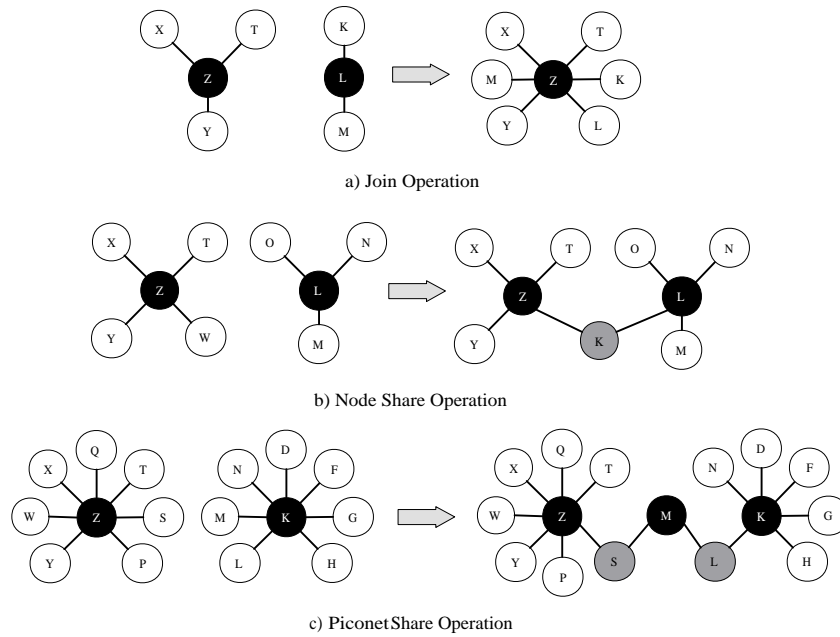 X T K X T
Z L M Z K
Y M Y L
a) Join Operation
X T O N X T O N
Z L Z L
Y W M Y K M
b) Node Share Operation
Q D Q D
X T N F X T N F
W Z S M K G W Z M K G
Y P L H Y P S L H
c) Piconet Share Operation